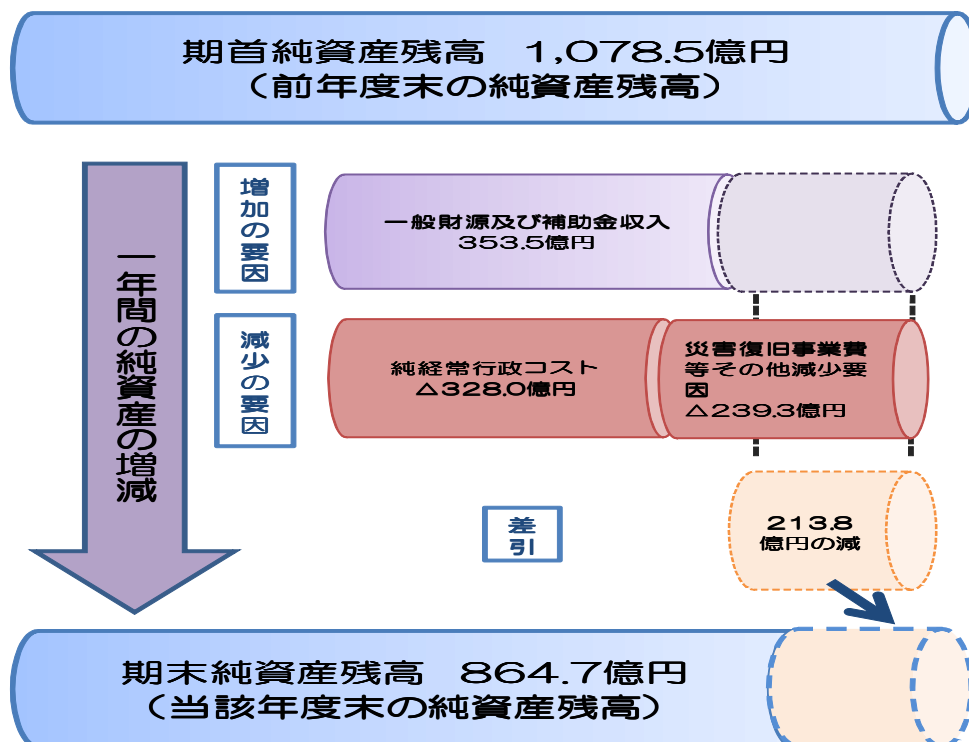 期首純資産残高　1,078.5億円
（前年度末の純資産残高）
一年間の純資産の増減
増加の要因
一般財源及び補助金収入
353.5億円
減少の要因
純経常行政コスト
△328.0億円
災害復旧事業費
等その他減少要
因
△239.3億円
差引
213.8
億円の減
期末純資産残高　864.7億円
（当該年度末の純資産残高）